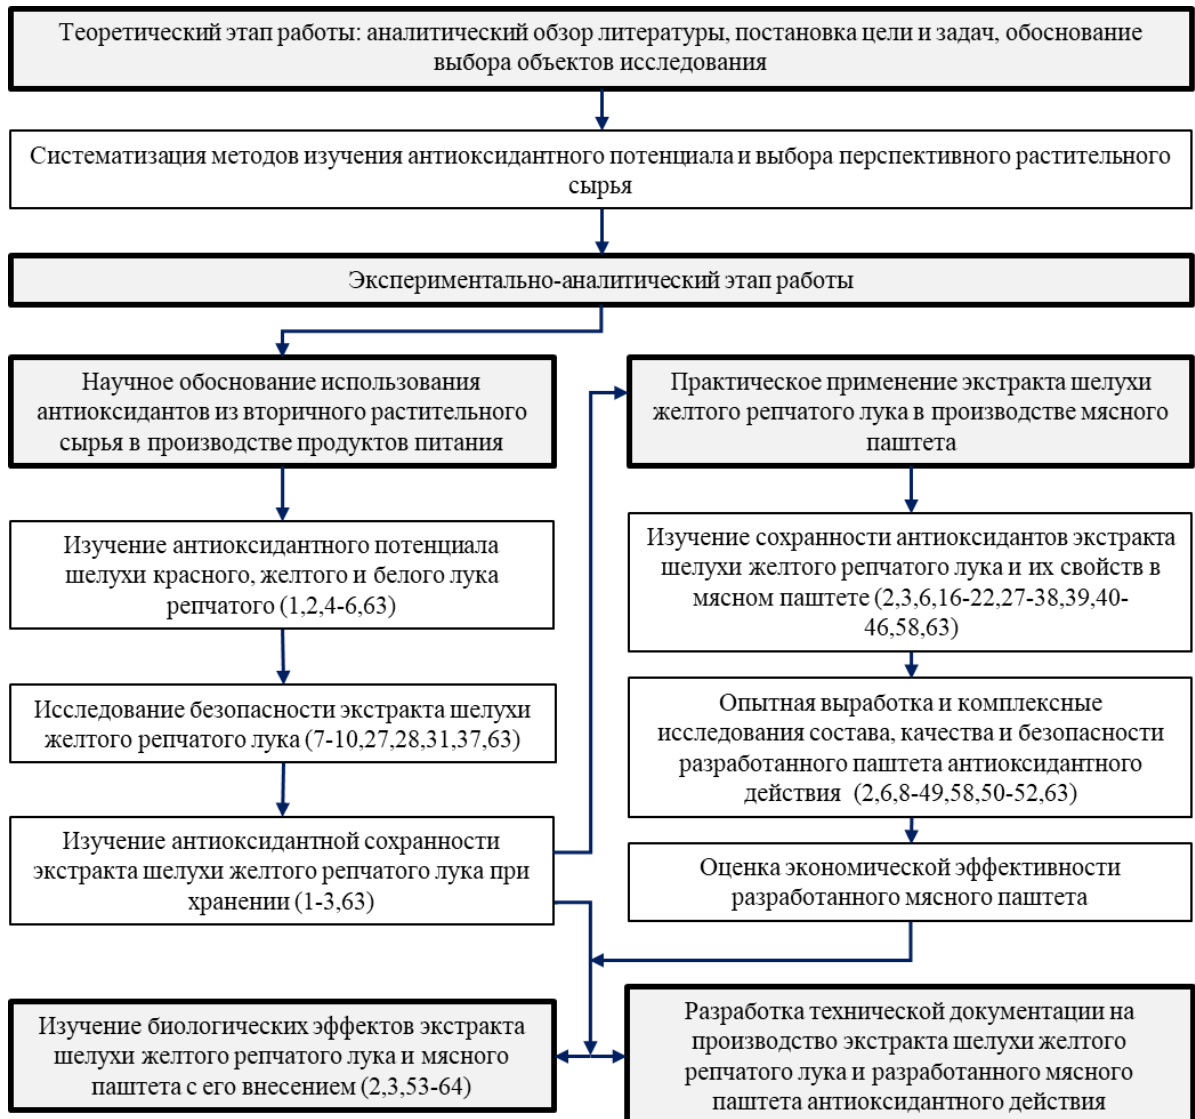 Теоретический этап работы: аналитический обзор литературы, постановка цели и задач, обоснование
выбора объектов исследования
Систематизация методов изучения антиоксидантного потенциала и выбора перспективного растительного
сырья
Экспериментально-аналитический этап работы
Научное обоснование использования
антиоксидантов из вторичного растительного
сырья в производстве продуктов питания
Изучение антиоксидантного потенциала
шелухи красного, желтого и белого лука
репчатого (1,2,4-6,63)
Исследование безопасности экстракта шелухи
желтого репчатого лука (7-10,27,28,31,37,63)
Изучение антиоксидантной сохранности
экстракта шелухи желтого репчатого лука при
хранении (1-3,63)
Практическое применение экстракта шелухи
желтого репчатого лука в производстве мясного
паштета
Изучение сохранности антиоксидантов экстракта
шелухи желтого репчатого лука и их свойств в
мясном паштете (2,3,6,16-22,27-38,39,40-
46,58,63)
Опытная выработка и комплексные
исследования состава, качества и безопасности
разработанного паштета антиоксидантного
действия (2,6,8-49,58,50-52,63)
Оценка экономической эффективности
разработанного мясного паштета
Изучение биологических эффектов экстракта
шелухи желтого репчатого лука и мясного
паштета с его внесением (2,3,53-64)
Разработка технической документации на
производство экстракта шелухи желтого
репчатого лука и разработанного мясного
паштета антиоксидантного действия